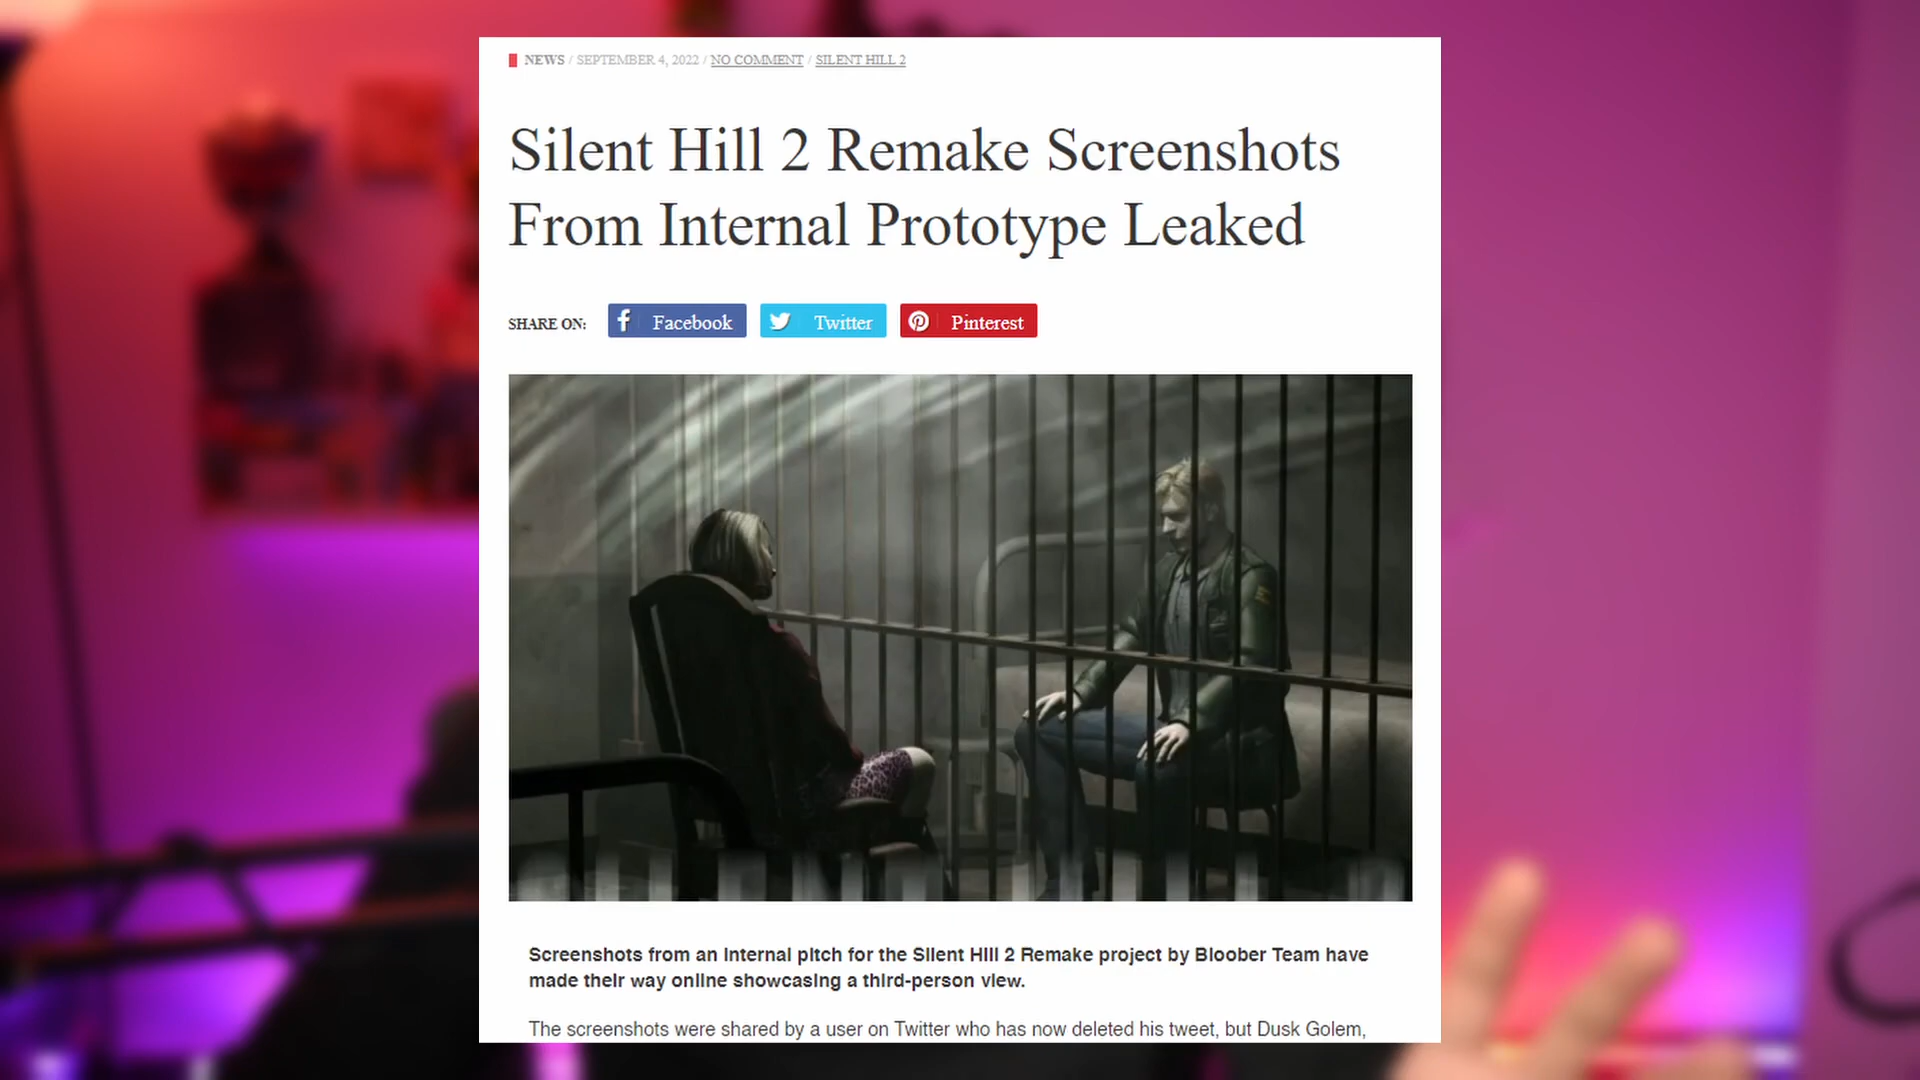 NEWS / SEPTEMBER 4, 2022 / NO COMMENT / SILENT HILL 2
Silent Hill 2 Remake Screenshots
From Internal Prototype Leaked
SHARE ON:
Facebook
Twitter
Pinterest
Screenshots from an internal pitch for the Silent Hill 2 Remake project by Bloober Team have
made their way online showcasing a third-person view.
The screenshots were shared by a user on Twitter who has now deleted his tweet, but Dusk Golem,